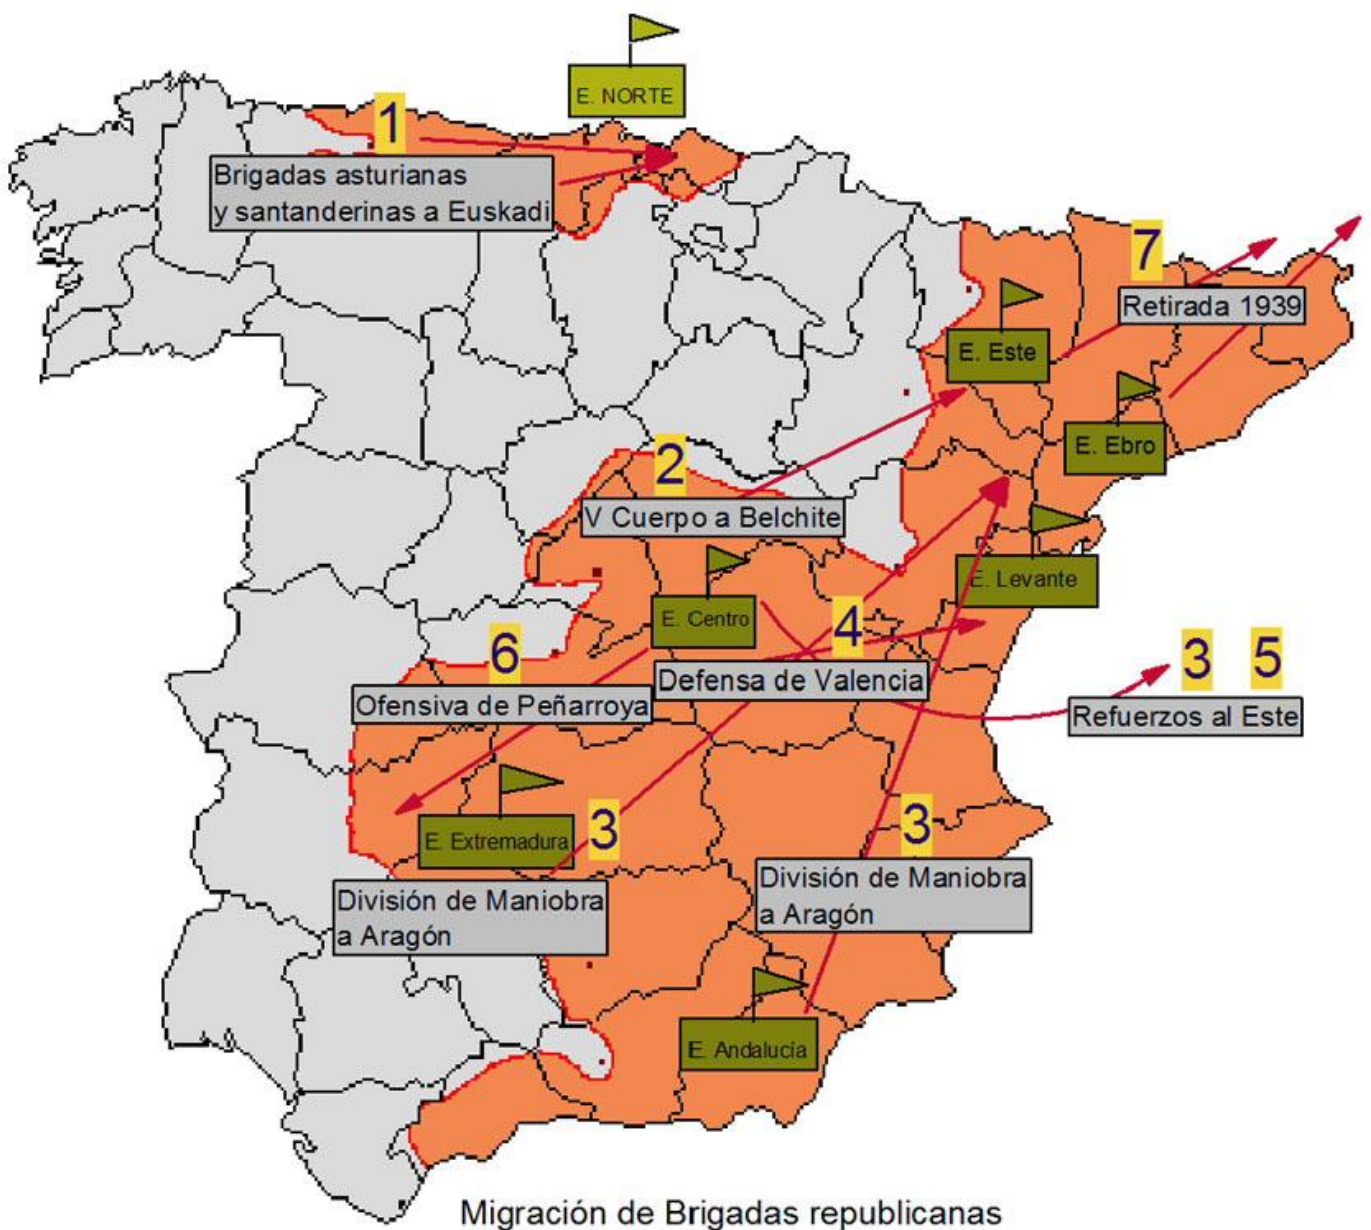 E. NORTE
1
Brigadas asturianas
y santanderinas a Euskadi
7
Retirada 1939
E. Este
E. Ebro
2
V Cuerpo a Belchite
E. Levante
E. Centro
4
6
Defensa de Valencia
3
5
Ofensiva de Peñarroya
Refuerzos al Este
E. Extremadura
3
3
División de Maniobra
a Aragón
División de Maniobra
a Aragón
E. Andalucía
Migración de Brigadas republicanas